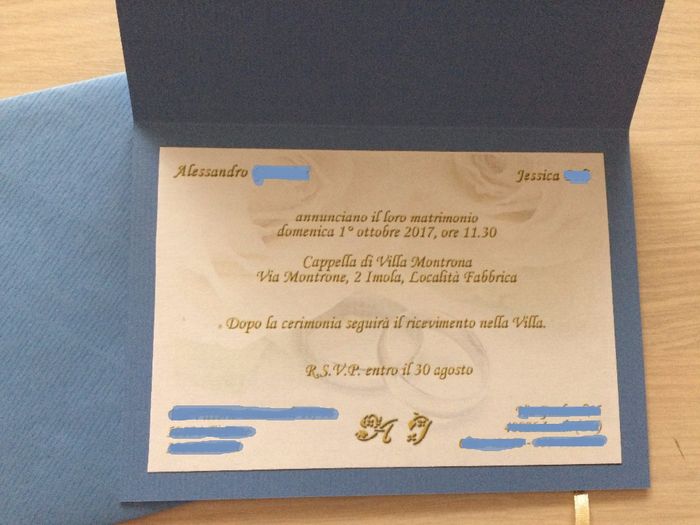 Alessandro
Jessica
annunciano il loro matrimonio
domenica 1° ottobre 2017, ore 11.30
Cappella di Villa Montrona
Via Montrone, 2 Imola, Località Fabbrica
Dopo la cerimonia seguirà il ricevimento nella Villa.
R.S.V.P. entro il 30 agosto
A J